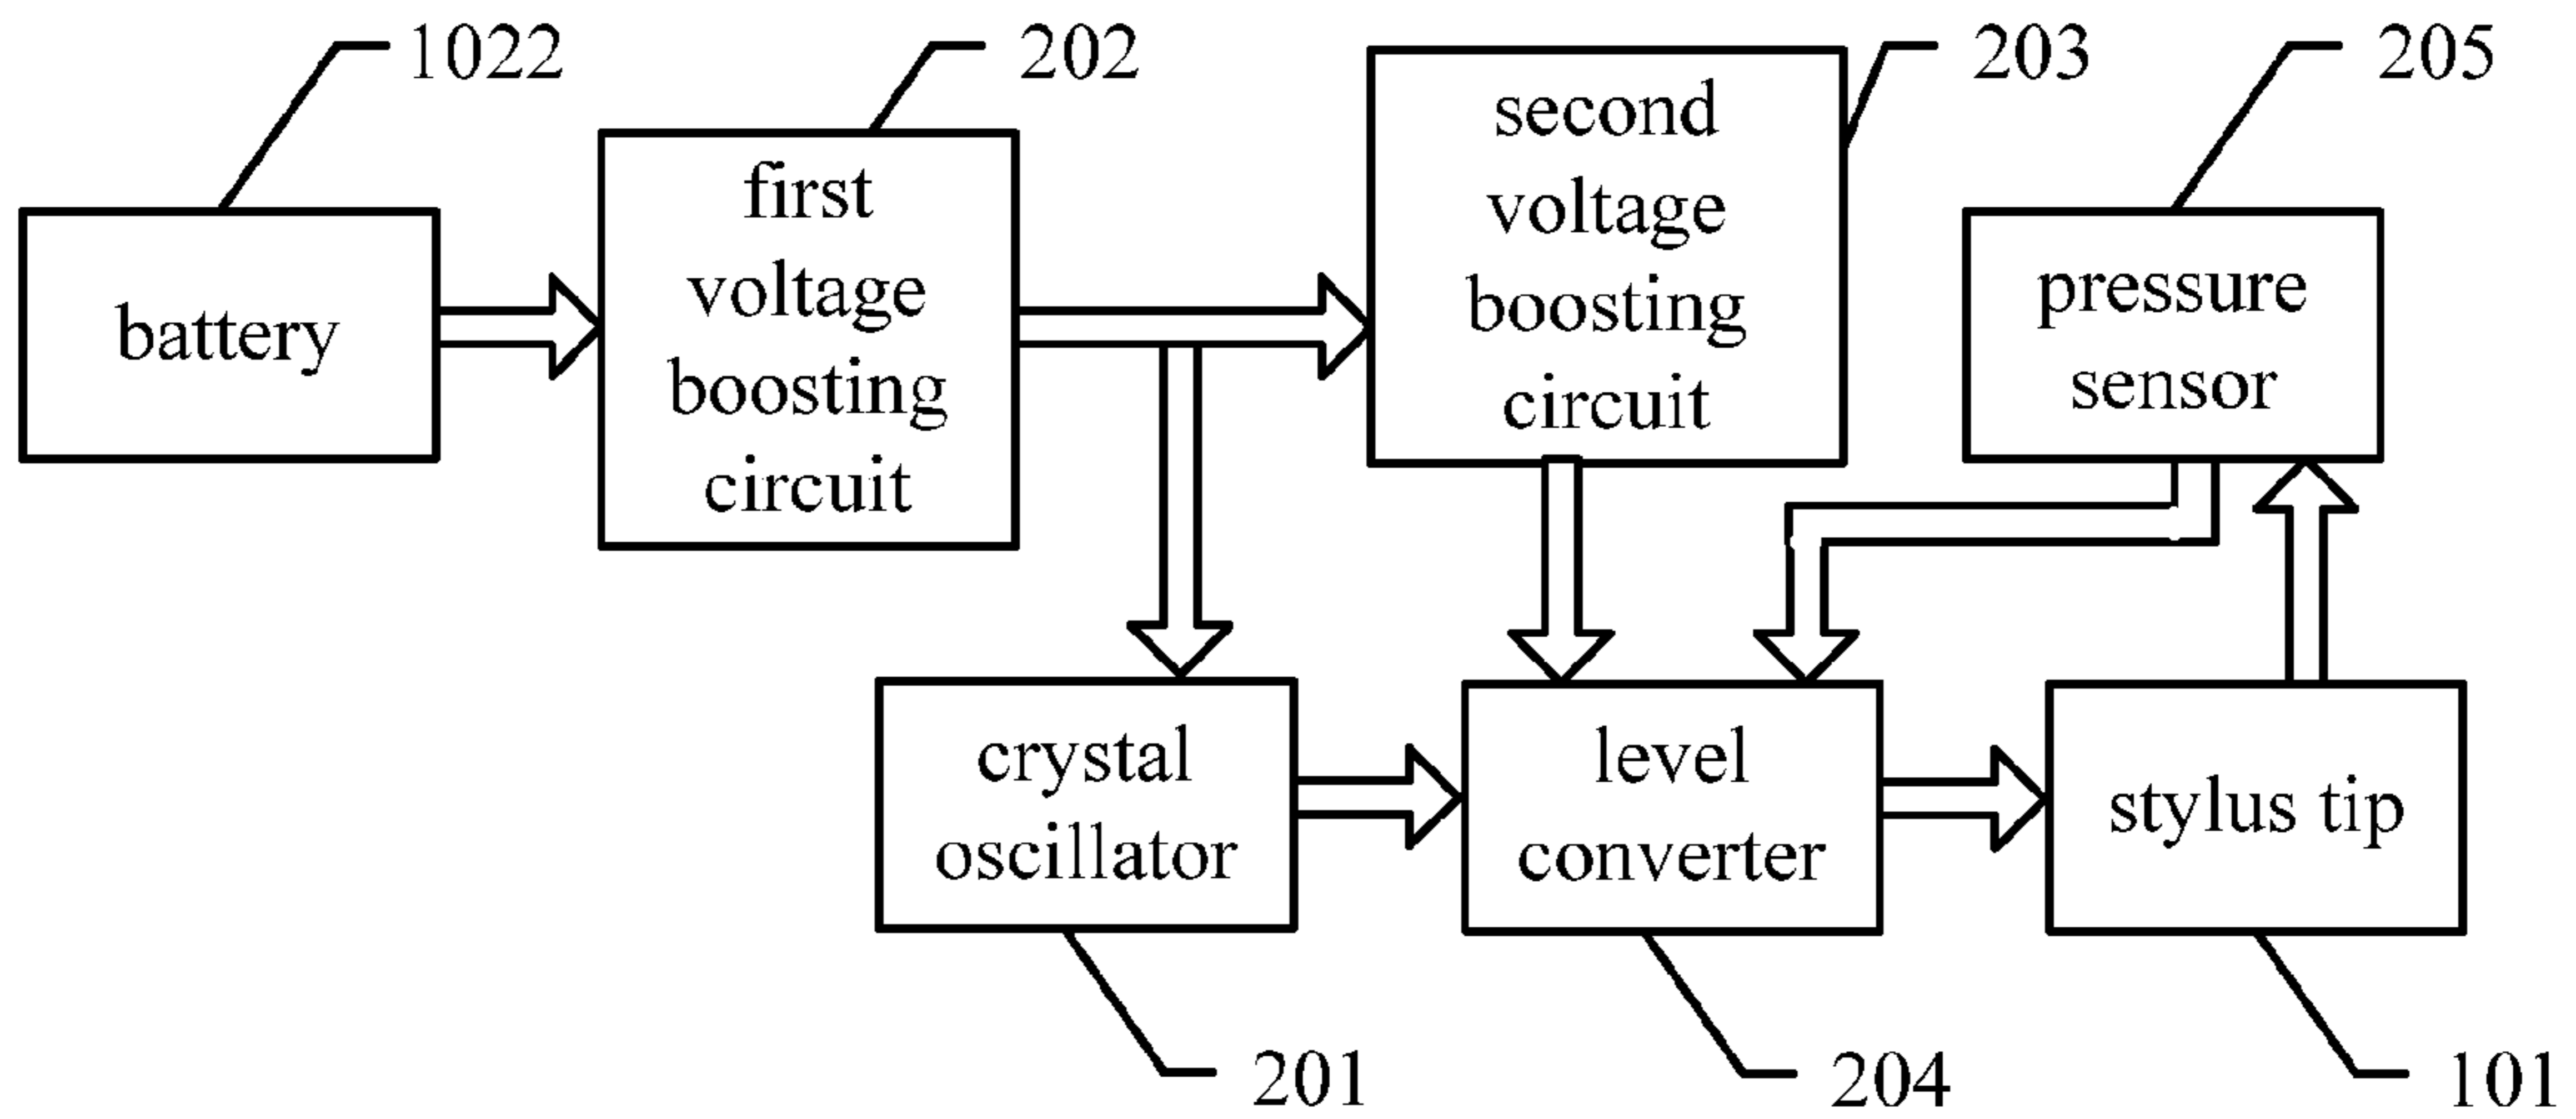 1022
202
203
205
battery
first
voltage
boosting
circuit
second
voltage
boosting
circuit
pressure
sensor
crystal
oscillator
level
converter
stylus tip
201
204
101